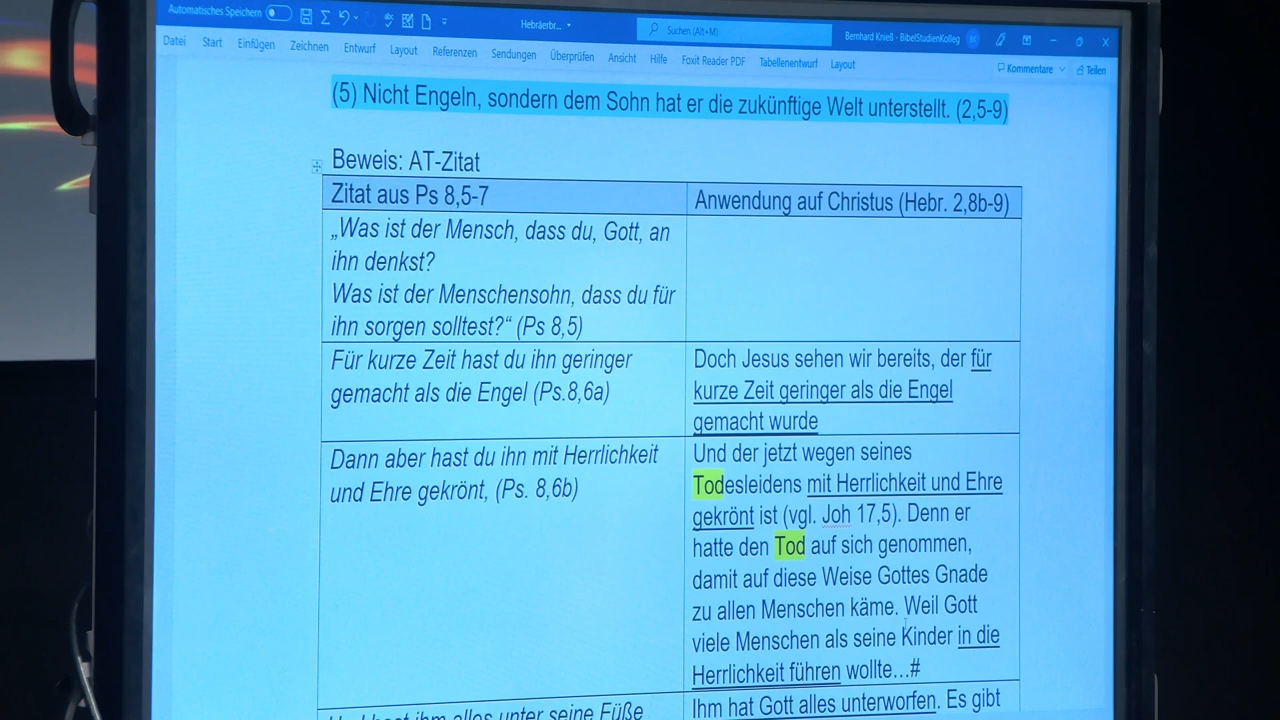 Automatisches Speichern
Hebräerbr...
Suchen (Alt+M)
Bernhard Knieß - BibelStudienKolleg
Datei Start Einfügen Zeichnen Entwurf Layout Referenzen Sendungen Überprüfen Ansicht Hilfe Foxit Reader PDF Tabellenentwurf Layout
Kommentare Teilen
(5) Nicht Engeln, sondern dem Sohn hat er die zukünftige Welt unterstellt. (2,5-9)
Beweis: AT-Zitat
Zitat aus Ps 8,5-7
Anwendung auf Christus (Hebr. 2,8b-9)
„Was ist der Mensch, dass du, Gott, an
ihn denkst?
Was ist der Menschensohn, dass du für
ihn sorgen solltest?“ (Ps 8,5)
Für kurze Zeit hast du ihn geringer
gemacht als die Engel (Ps.8,6a)
Doch Jesus sehen wir bereits, der für
kurze Zeit geringer als die Engel
gemacht wurde
Dann aber hast du ihn mit Herrlichkeit
und Ehre gekrönt, (Ps. 8,6b)
Und der jetzt wegen seines
Todesleidens mit Herrlichkeit und Ehre
gekrönt ist (vgl. Joh 17,5). Denn er
hatte den Tod auf sich genommen,
damit auf diese Weise Gottes Gnade
zu allen Menschen käme. Weil Gott
viele Menschen als seine Kinder in die
Herrlichkeit führen wollte…#
alles unter seine Füße
Ihm hat Gott alles unterworfen. Es gibt